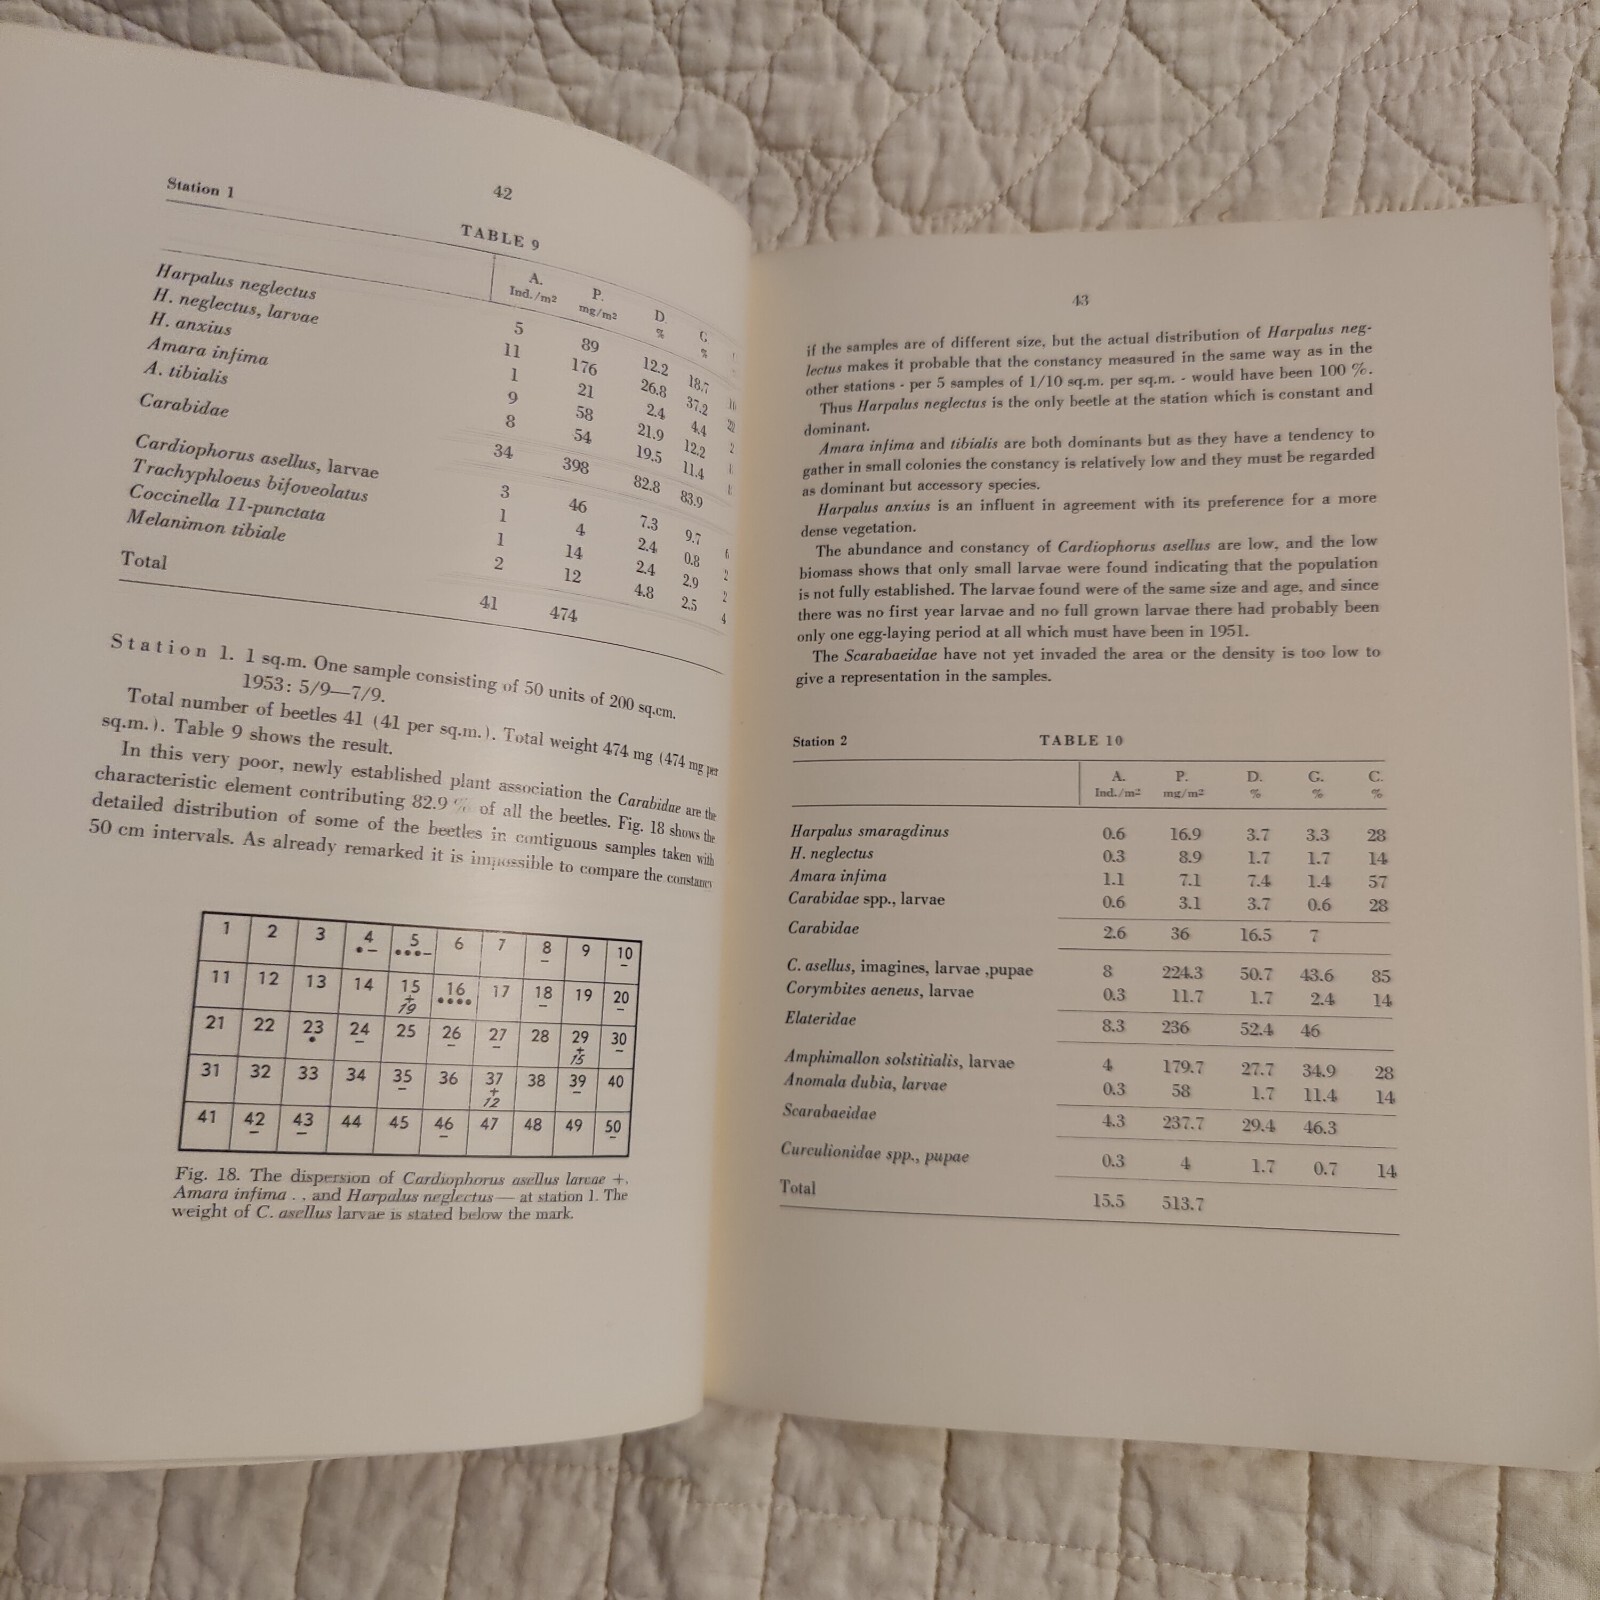 Station 1
42
TABLE 9
A. P. D. G.
Ind./m² mg/m² % %
Harpalus neglectus 5 89 12.2 18.7
H. neglectus, larvae 11 176 26.8 37.2
H. anxius 1 21 2.4 4.4
Amara infima 9 58 21.9 12.2
A. tibialis 8 54 19.5 11.4
Carabidae 34 398 82.8 83.9
Cardiophorus asellus, larvae 3 46 7.3 9.7
Trachyphloeus bifoveolatus 1 4 2.4 0.8
Coccinella 11-punctata 1 14 2.4 2.9
Melanimon tibiale 2 12 4.8 2.5
Total 41 474
Station 1. 1 sq.m. One sample consisting of 50 units of 200 sq.cm.
1953: 5/9—7/9.
Total number of beetles 41 (41 per sq.m.). Total weight 474 mg (474 mg per
sq.m.). Table 9 shows the result.
In this very poor, newly established plant association the Carabidae are the
characteristic element contributing 82.9 % of all the beetles. Fig. 18 shows the
detailed distribution of some of the beetles in contiguous samples taken with
50 cm intervals. As already remarked it is impossible to compare the constancy
1 2 3 4 5 6 7 8 9 10
11 12 13 14 15 16 17 18 19 20
19
21 22 23 24 25 26 27 28 29 30
15
31 32 33 34 35 36 37 38 39 40
12
41 42 43 44 45 46 47 48 49 50
Fig. 18. The dispersion of Cardiophorus asellus larvae +,
Amara infima . . and Harpalus neglectus — at station 1. The
weight of C. asellus larvae is stated below the mark.
43
if the samples are of different size, but the actual distribution of Harpalus neg-
lectus makes it probable that the constancy measured in the same way as in the
other stations - per 5 samples of 1/10 sq.m. per sq.m. - would have been 100 %.
Thus Harpalus neglectus is the only beetle at the station which is constant and
dominant.
Amara infima and tibialis are both dominants but as they have a tendency to
gather in small colonies the constancy is relatively low and they must be regarded
as dominant but accessory species.
Harpalus anxius is an influent in agreement with its preference for a more
dense vegetation.
The abundance and constancy of Cardiophorus asellus are low, and the low
biomass shows that only small larvae were found indicating that the population
is not fully established. The larvae found were of the same size and age, and since
there was no first year larvae and no full grown larvae there had probably been
only one egg-laying period at all which must have been in 1951.
The Scarabaeidae have not yet invaded the area or the density is too low to
give a representation in the samples.
Station 2 TABLE 10
A. P. D. G. C.
Ind./m² mg/m² % % %
Harpalus smaragdinus 0.6 16.9 3.7 3.3 28
H. neglectus 0.3 8.9 1.7 1.7 14
Amara infima 1.1 7.1 7.4 1.4 57
Carabidae spp., larvae 0.6 3.1 3.7 0.6 28
Carabidae 2.6 36 16.5 7
C. asellus, imagines, larvae ,pupae 8 224.3 50.7 43.6 85
Corymbites aeneus, larvae 0.3 11.7 1.7 2.4 14
Elateridae 8.3 236 52.4 46
Amphimallon solstitialis, larvae 4 179.7 27.7 34.9 28
Anomala dubia, larvae 0.3 58 1.7 11.4 14
Scarabaeidae 4.3 237.7 29.4 46.3
Curculionidae spp., pupae 0.3 4 1.7 0.7 14
Total 15.5 513.7